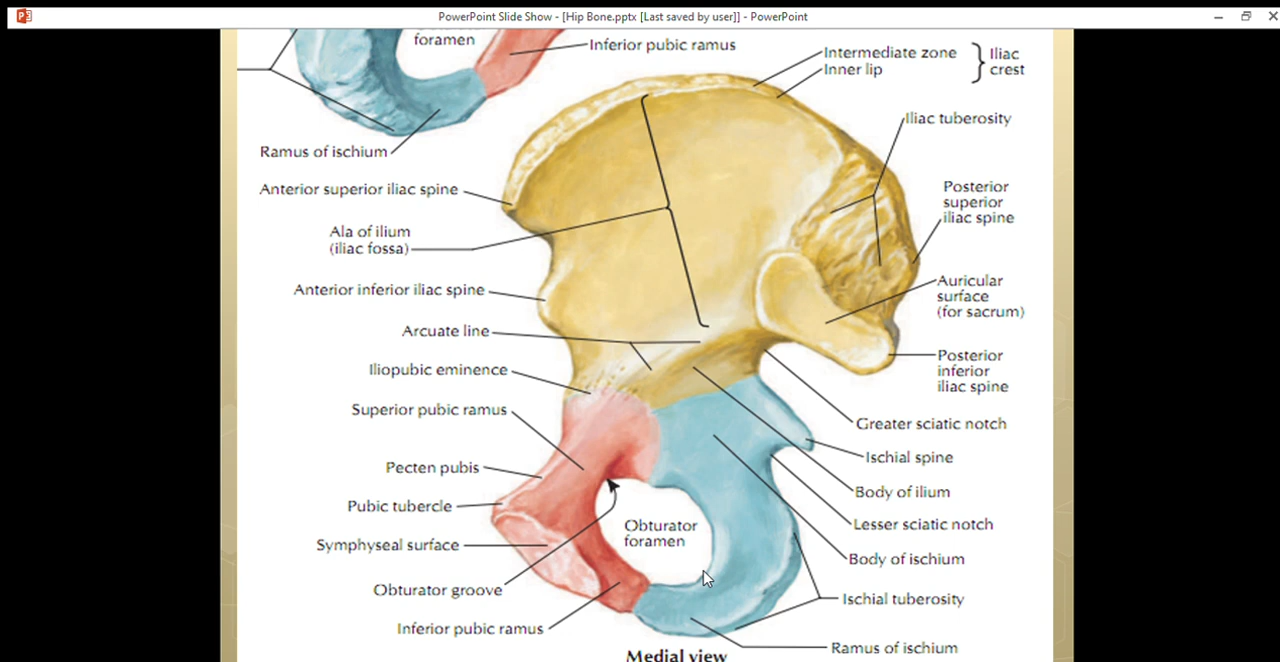 PowerPoint Slide Show - [Hip Bone.pptx [Last saved by user]] - PowerPoint
foramen
Inferior pubic ramus
Ramus of ischium
Intermediate zone
Inner lip
Iliac
crest
Iliac tuberosity
Anterior superior iliac spine
Posterior
superior
iliac spine
Ala of ilium
(iliac fossa)
Anterior inferior iliac spine
Auricular
surface
(for sacrum)
Arcuate line
Iliopubic eminence
Posterior
inferior
iliac spine
Superior pubic ramus
Greater sciatic notch
Pecten pubis
Ischial spine
Pubic tubercle
Body of ilium
Obturator
foramen
Lesser sciatic notch
Symphyseal surface
Body of ischium
Obturator groove
Ischial tuberosity
Inferior pubic ramus
Ramus of ischium
Medial view